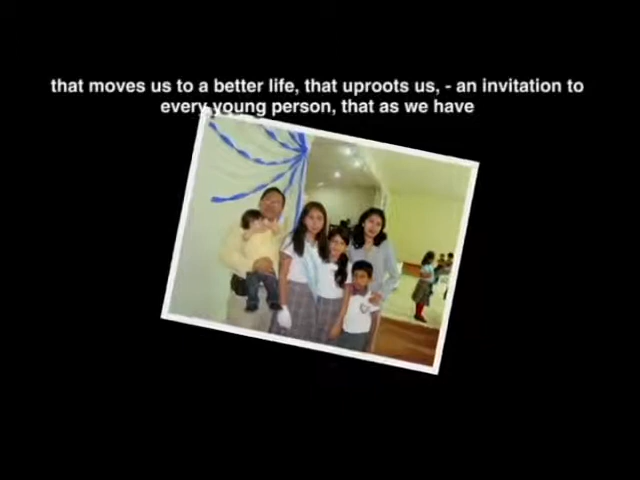 that moves us to a better life, that uproots us, - an invitation to
every young person, that as we have